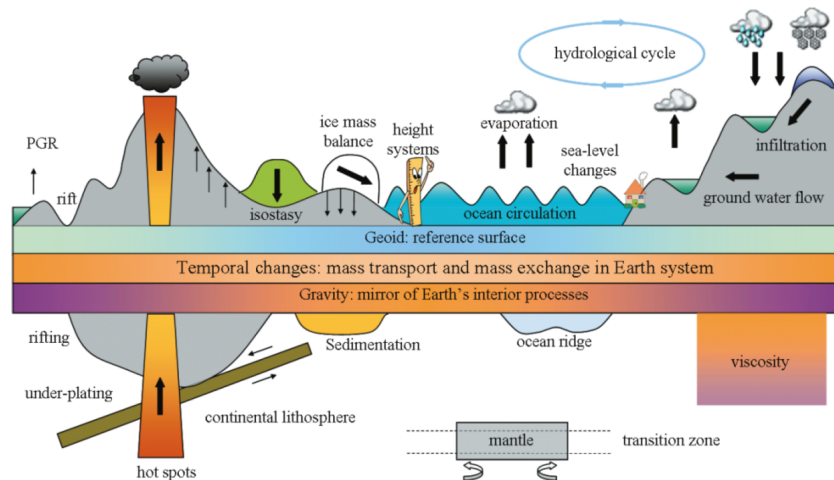 hydrological cycle
PGR
rift
ice mass
balance
height
systems
evaporation
sea-level
changes
infiltration
isostasy
ocean circulation
ground water flow
Geoid: reference surface
Temporal changes: mass transport and mass exchange in Earth system
Gravity: mirror of Earth's interior processes
rifting
Sedimentation
ocean ridge
viscosity
under-plating
continental lithosphere
mantle
transition zone
hot spots